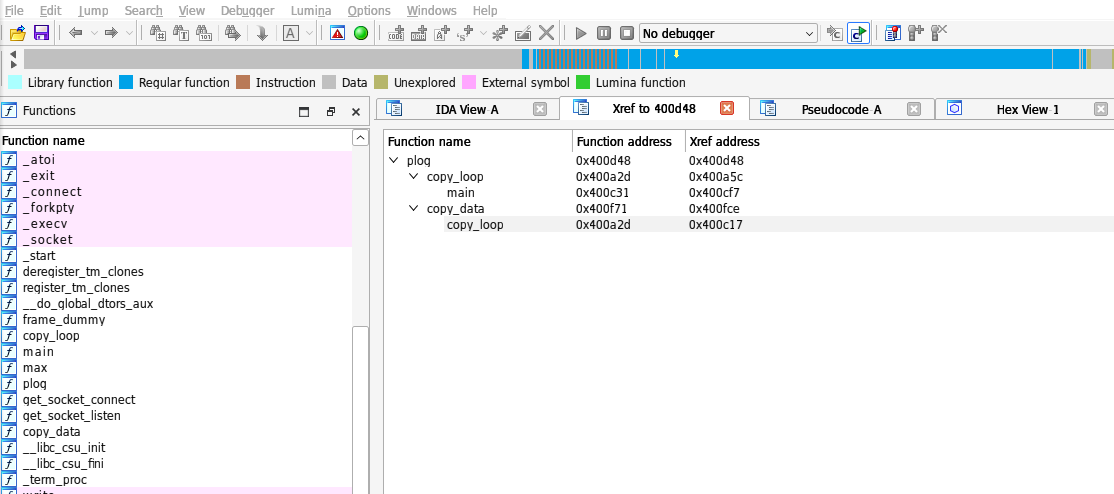 File Edit Jump Search View Debugger Lumina Options Windows Help
No debugger
Library function Regular function Instruction Data Unexplored External symbol Lumina function
Functions
IDA View-A Xref to 400d48 Pseudocode-A Hex View-1
Function name
_atoi
_exit
_connect
_forkpty
_execv
_socket
_start
deregister_tm_clones
register_tm_clones
__do_global_dtors_aux
frame_dummy
copy_loop
main
max
plog
get_socket_connect
get_socket_listen
copy_data
__libc_csu_init
__libc_csu_fini
_term_proc
Function name Function address Xref address
plog 0x400d48 0x400d48
copy_loop 0x400a2d 0x400a5c
main 0x400c31 0x400cf7
copy_data 0x400f71 0x400fce
copy_loop 0x400a2d 0x400c17